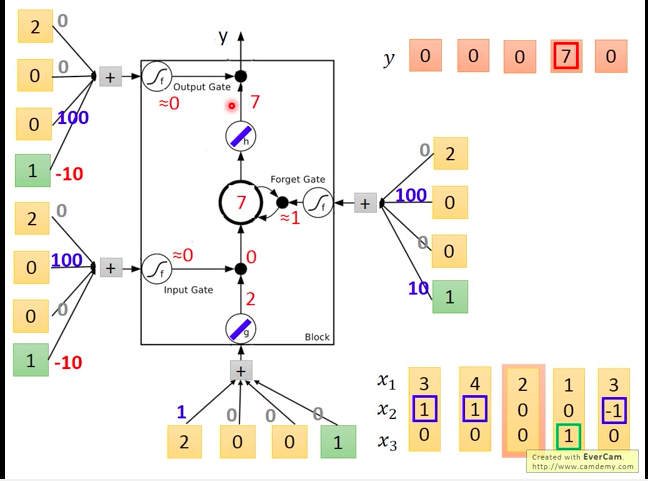 2 0
0 0
0 100
1 -10
+
f
Output Gate
≈0
y
7
h
7
Forget Gate
≈1
f
+
y 0 0 0 7 0
0 2
100 0
0 0
10 1
2 0
0 100
0 0
1 -10
+
f
≈0
Input Gate
0
2
g
Block
+
1 0 0 0
2 0 0 1
x₁ 3 4 2 1 3
x₂ 1 1 0 0 -1
x₃ 0 0 0 1 0
Created with EverCam.
http://www.camdemy.com